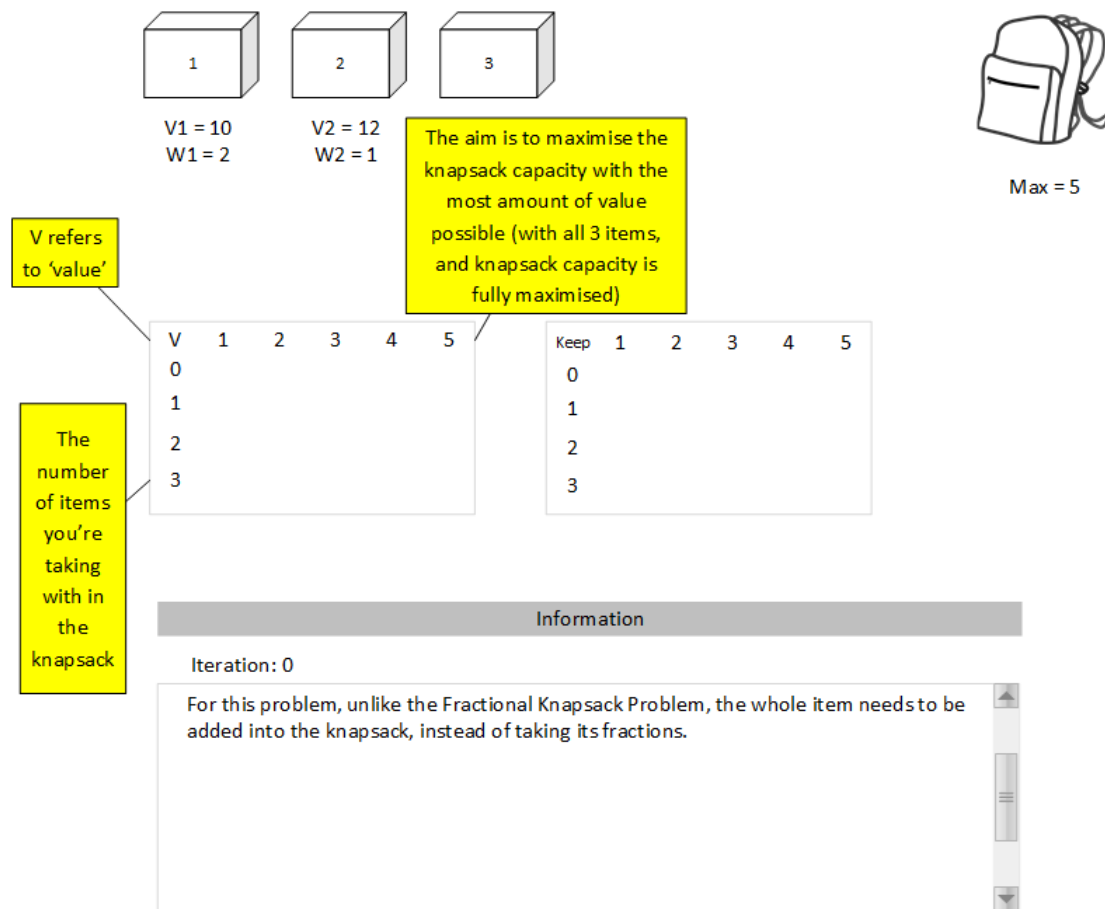 1
2
3
V1 = 10
W1 = 2
V2 = 12
W2 = 1
The aim is to maximise the
knapsack capacity with the
most amount of value
possible (with all 3 items,
and knapsack capacity is
fully maximised)
Max = 5
V refers
to ‘value’
V 1 2 3 4 5
0
1
2
3
Keep 1 2 3 4 5
0
1
2
3
The
number
of items
you’re
taking
with in
the
knapsack
Information
Iteration: 0
For this problem, unlike the Fractional Knapsack Problem, the whole item needs to be
added into the knapsack, instead of taking its fractions.